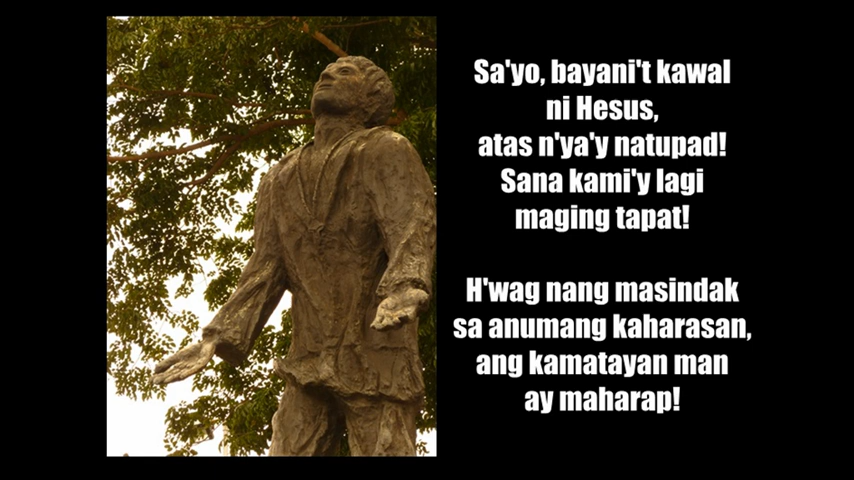 Sa'yo, bayani't kawal
ni Hesus,
atas n'ya'y natupad!
Sana kami'y lagi
maging tapat!
H'wag nang masindak
sa anumang kaharasan,
ang kamatayan man
ay maharap!